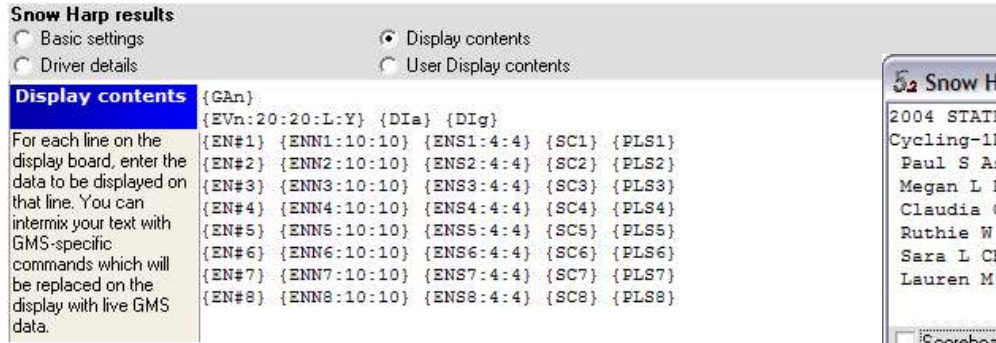 Snow Harp results
Basic settings
Display contents
Driver details
User Display contents
Display contents
For each line on the
display board, enter the
data to be displayed on
that line. You can
intermix your text with
GMS-specific
commands which will
be replaced on the
display with live GMS
data.
{GAn}
{EVn:20:20:L:Y} {DIa} {DIg}
{EN#1} {ENN1:10:10} {ENS1:4:4} {SC1} {PLS1}
{EN#2} {ENN2:10:10} {ENS2:4:4} {SC2} {PLS2}
{EN#3} {ENN3:10:10} {ENS3:4:4} {SC3} {PLS3}
{EN#4} {ENN4:10:10} {ENS4:4:4} {SC4} {PLS4}
{EN#5} {ENN5:10:10} {ENS5:4:4} {SC5} {PLS5}
{EN#6} {ENN6:10:10} {ENS6:4:4} {SC6} {PLS6}
{EN#7} {ENN7:10:10} {ENS7:4:4} {SC7} {PLS7}
{EN#8} {ENN8:10:10} {ENS8:4:4} {SC8} {PLS8}
Snow H
2004 STAT
Cycling-1
Paul S A
Megan L
Claudia
Ruthie W
Sara L C
Lauren M